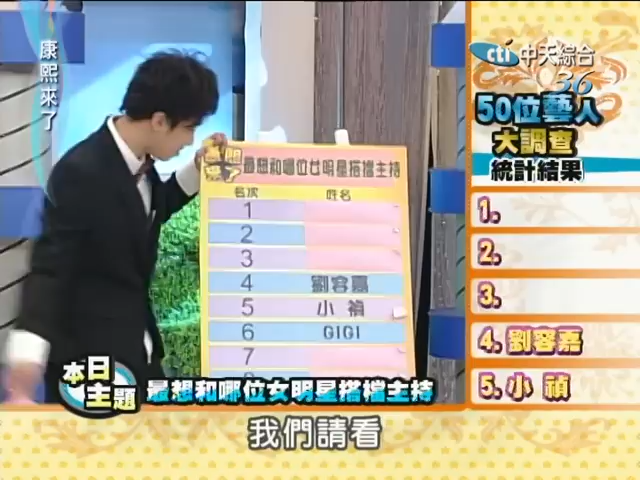 康熙來了
cti 中天綜合
36
50位藝人
大調查
統計結果
1.
2.
3.
4.劉容嘉
5.小禎
最想和哪位女明星搭檔主持
名次 姓名
1
2
3
4 劉容嘉
5 小禎
6 GIGI
7
本日主題
最想和哪位女明星搭檔主持
我們請看